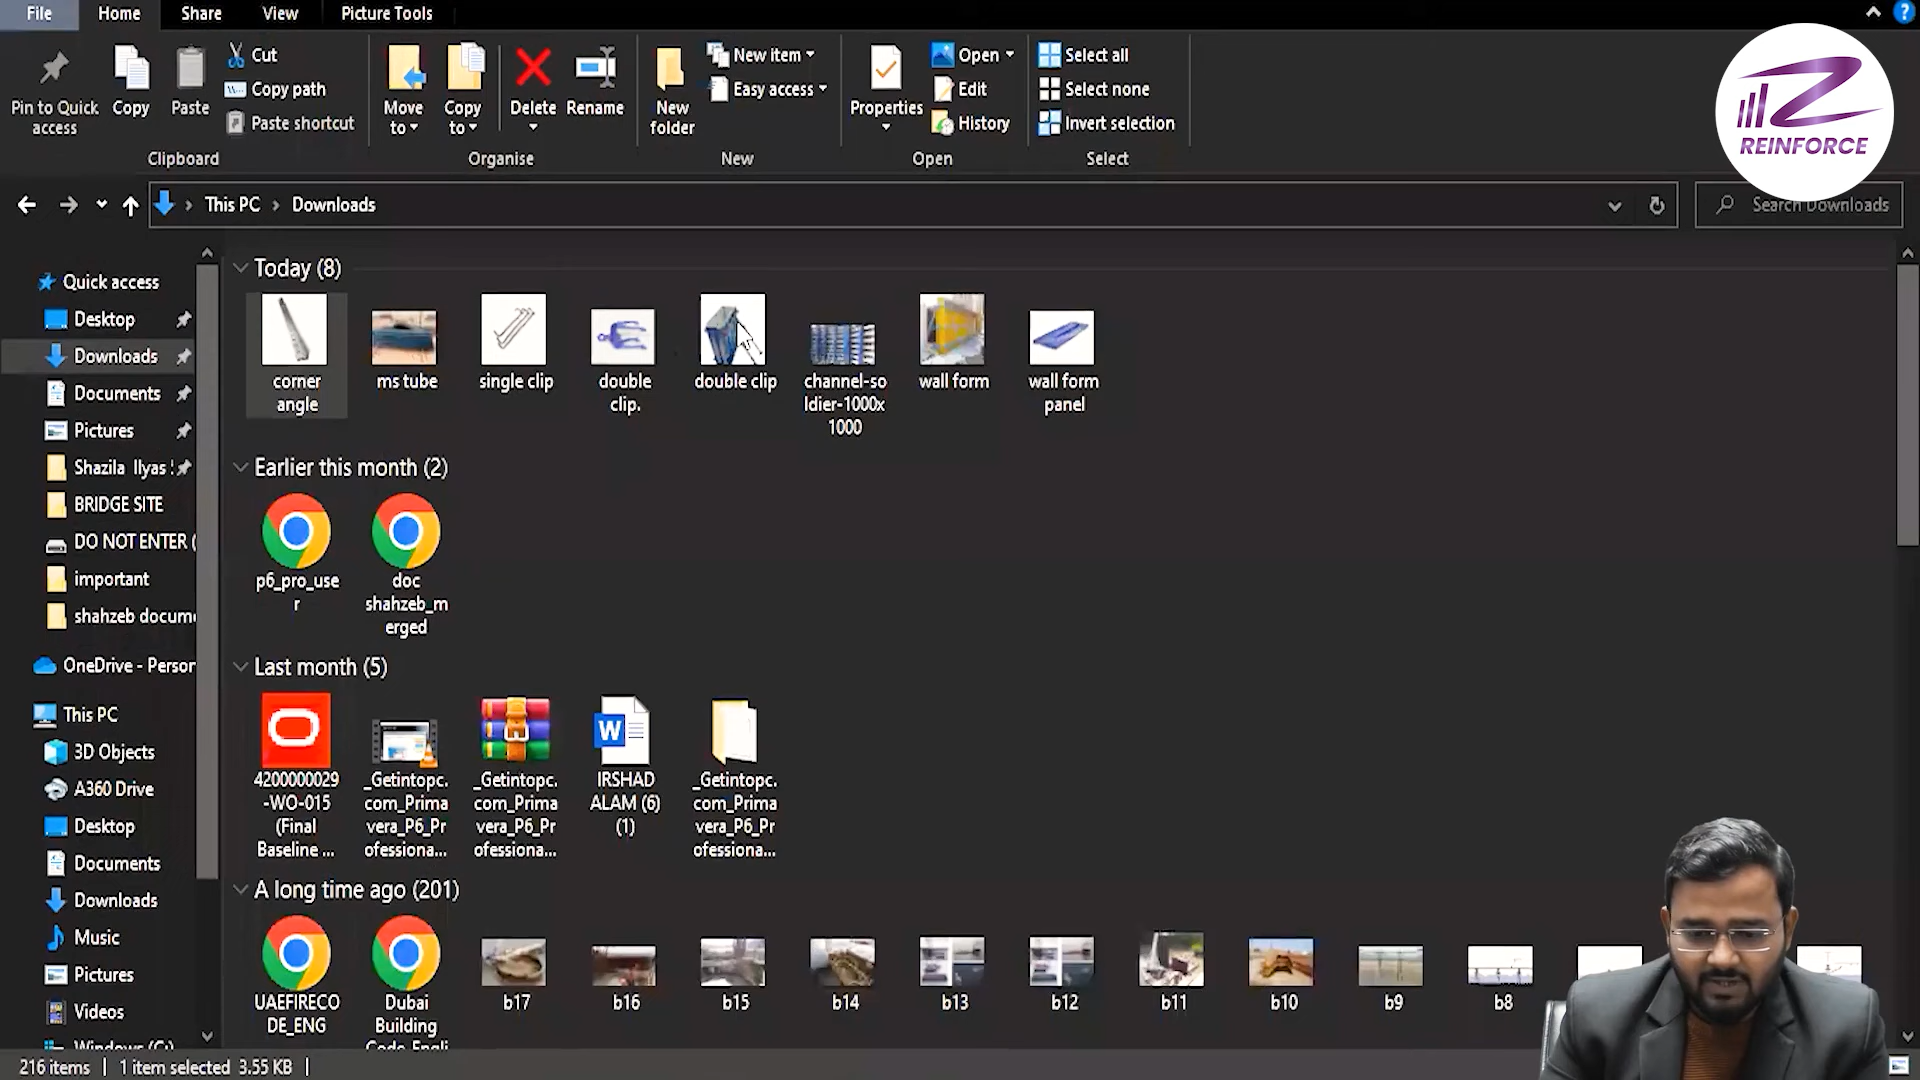 File
Home
Share
View
Picture Tools
Pin to Quick
access
Copy
Paste
Cut
Copy path
Paste shortcut
Clipboard
Move
to
Copy
to
Delete
Rename
Organise
New
folder
New item
Easy access
New
Properties
Open
Edit
History
Open
Select all
Select none
Invert selection
Select
REINFORCE
This PC
Downloads
Search Downloads
Quick access
Desktop
Downloads
Documents
Pictures
Shazila Ilyas
BRIDGE SITE
DO NOT ENTER (
important
shahzeb docum
OneDrive - Person
This PC
3D Objects
A360 Drive
Desktop
Documents
Downloads
Music
Pictures
Videos
Windows (C:)
Today (8)
corner
angle
ms tube
single clip
double
clip.
double clip
channel-so
ldier-1000x
1000
wall form
wall form
panel
Earlier this month (2)
p6_pro_use
r
doc
shahzeb_m
erged
Last month (5)
4200000029
-WO-015
(Final
Baseline ...
_Getintopc.
com_Prima
vera_P6_Pr
ofessiona...
_Getintopc.
com_Prima
vera_P6_Pr
ofessiona...
IRSHAD
ALAM (6)
(1)
_Getintopc.
com_Prima
vera_P6_Pr
ofessiona...
A long time ago (201)
UAEFIRECO
DE_ENG
Dubai
Building
Code_Engli
b17
b16
b15
b14
b13
b12
b11
b10
b9
b8
216 items
1 item selected 3.55 KB